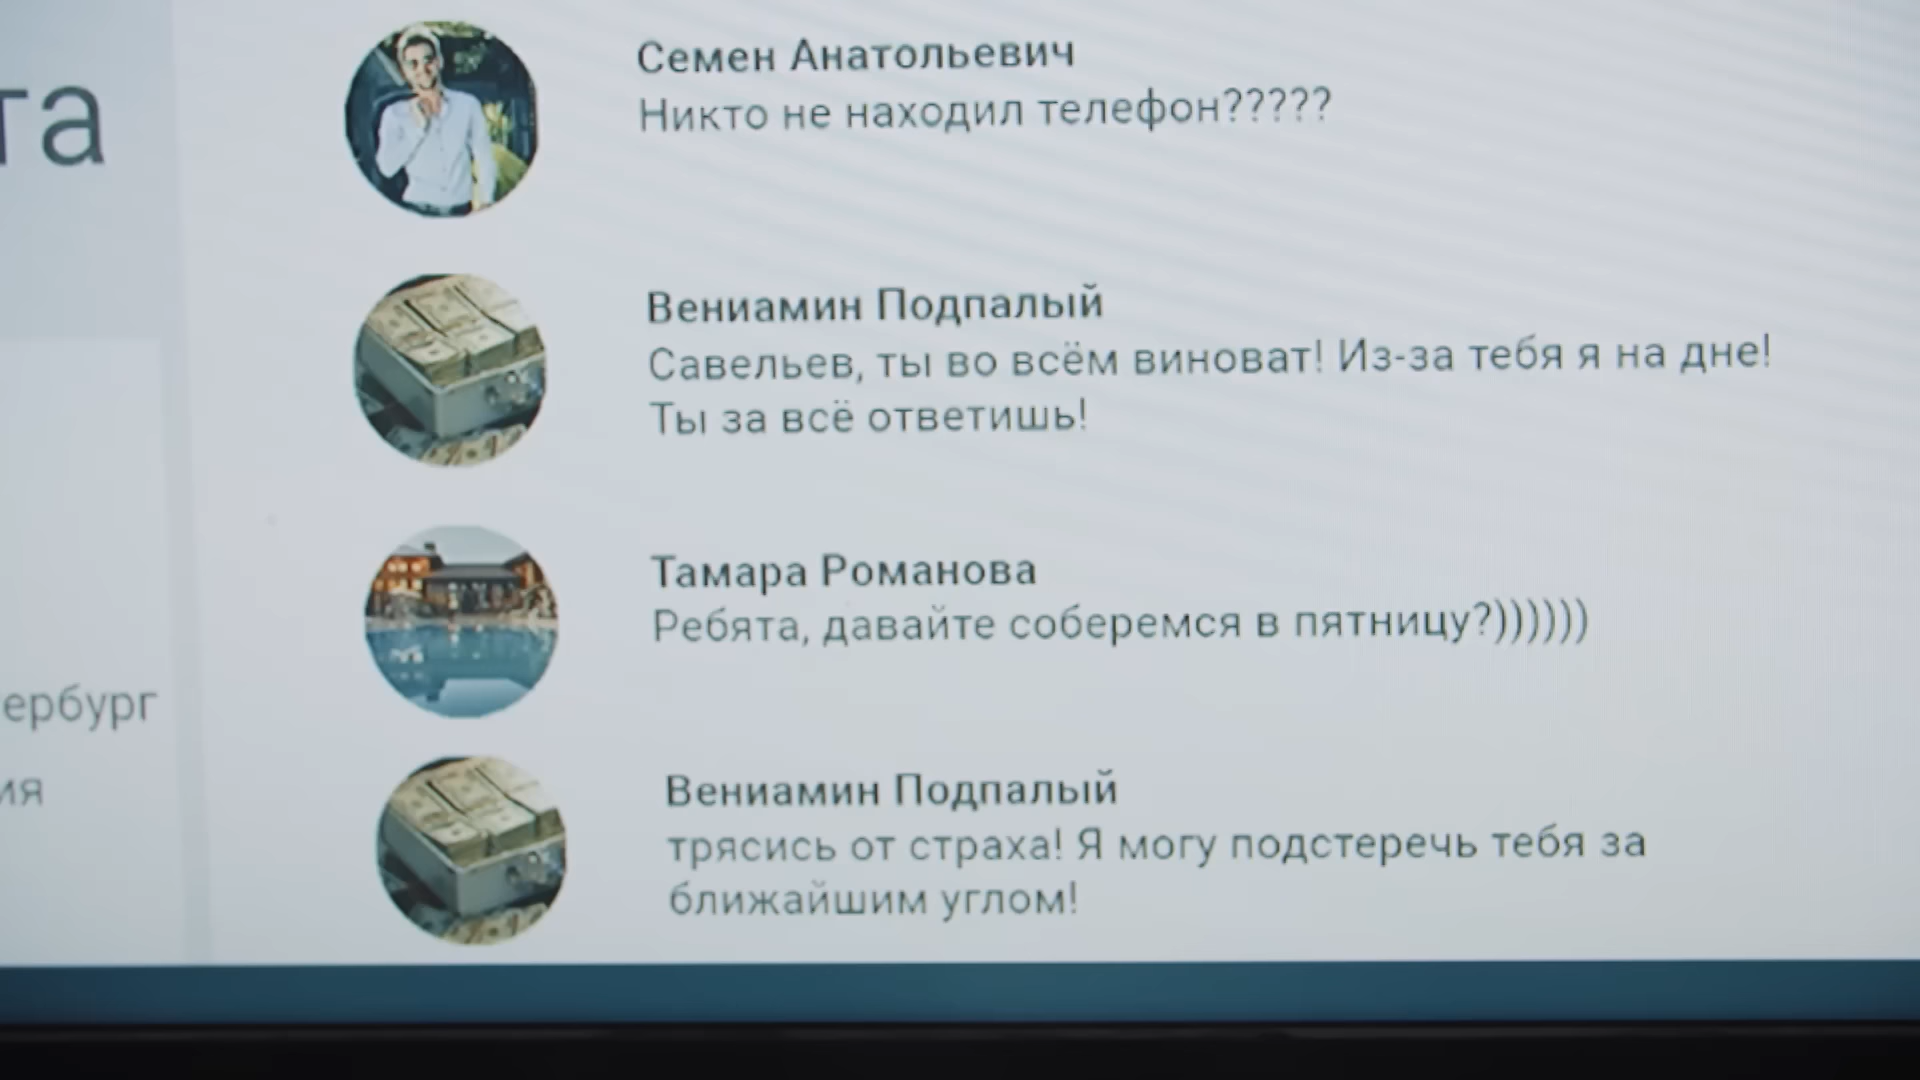 та
Семен Анатольевич
Никто не находил телефон?????
Вениамин Подпалый
Савельев, ты во всём виноват! Из-за тебя я на дне!
Ты за всё ответишь!
Тамара Романова
Ребята, давайте соберемся в пятницу?))))))
ербург
Вениамин Подпалый
ия
трясись от страха! Я могу подстеречь тебя за
ближайшим углом!